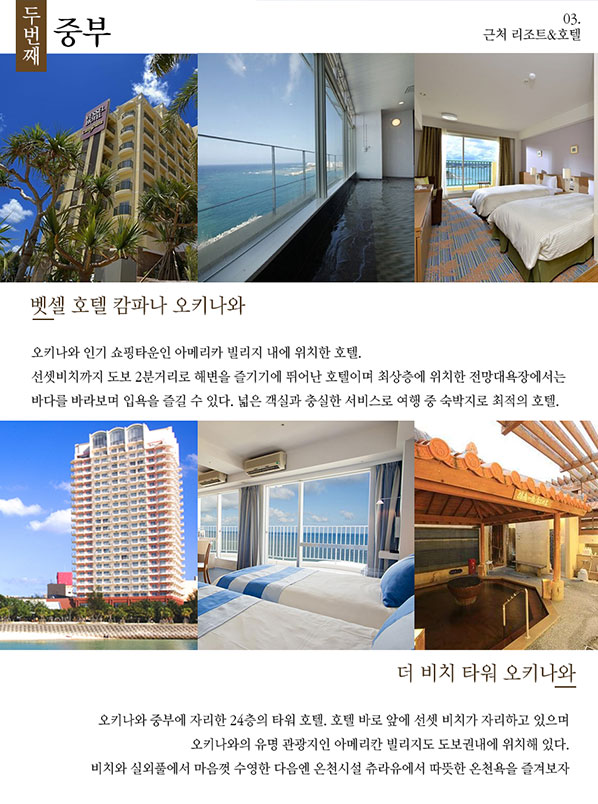 두번째
중부
03.
근처 리조트&호텔
벳셀 호텔 캄파나 오키나와
오키나와 인기 쇼핑타운인 아메리카 빌리지 내에 위치한 호텔.
선셋비치까지 도보 2분거리로 해변을 즐기기에 뛰어난 호텔이며 최상층에 위치한 전망대욕장에서는
바다를 바라보며 입욕을 즐길 수 있다. 넓은 객실과 충실한 서비스로 여행 중 숙박지로 최적의 호텔.
더 비치 타워 오키나와
오키나와 중부에 자리한 24층의 타워 호텔. 호텔 바로 앞에 선셋 비치가 자리하고 있으며
오키나와의 유명 관광지인 아메리칸 빌리지도 도보권내에 위치해 있다.
비치와 실외풀에서 마음껏 수영한 다음엔 온천시설 츄라유에서 따뜻한 온천욕을 즐겨보자